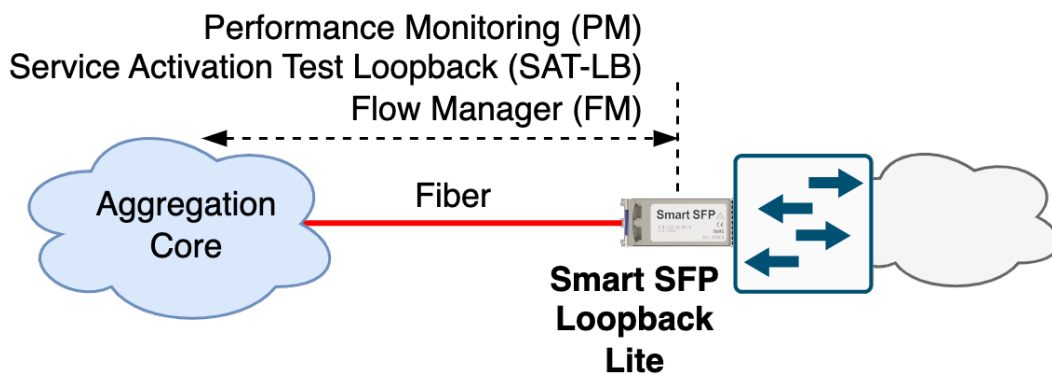 Performance Monitoring (PM)
Service Activation Test Loopback (SAT-LB)
Flow Manager (FM)
Aggregation
Core
Fiber
Smart SFP
Smart SFP
Loopback
Lite